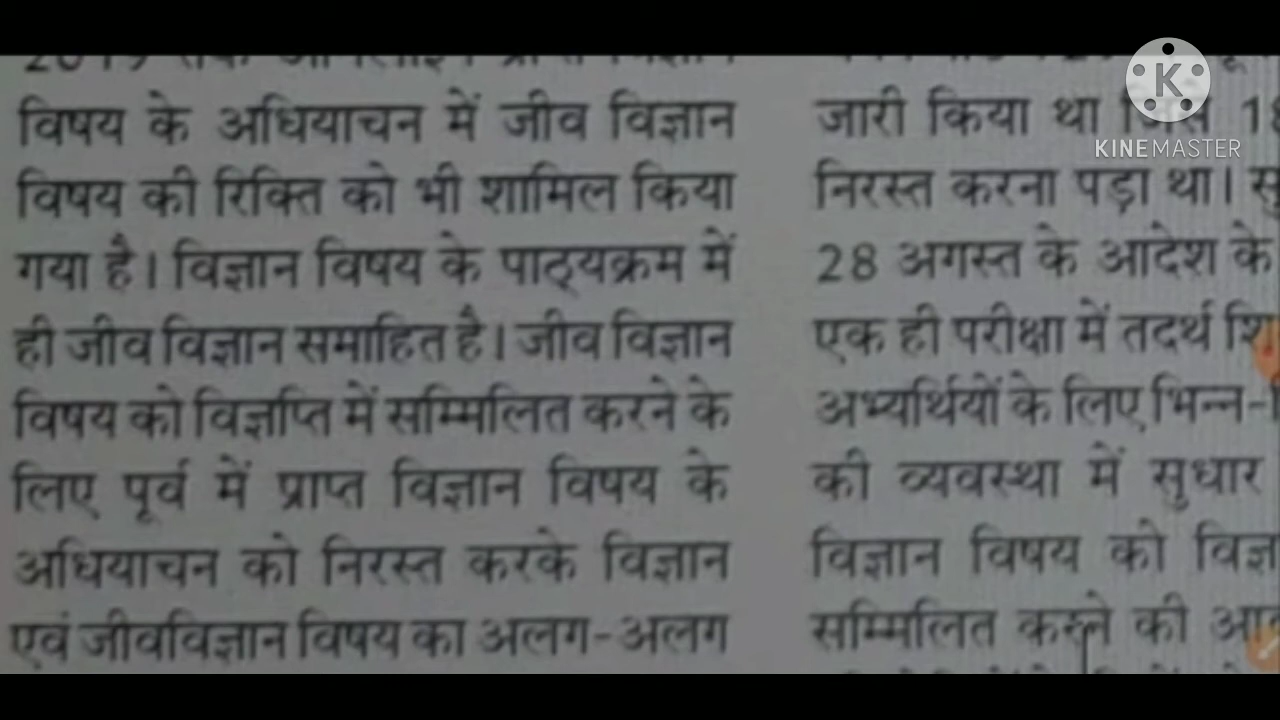 विषय के अधियाचन में जीव विज्ञान
विषय की रिक्ति को भी शामिल किया
गया है। विज्ञान विषय के पाठ्यक्रम में
ही जीव विज्ञान समाहित है। जीव विज्ञान
विषय को विज्ञप्ति में सम्मिलित करने के
लिए पूर्व में प्राप्त विज्ञान विषय के
अधियाचन को निरस्त करके विज्ञान
एवं जीवविज्ञान विषय का अलग-अलग
जारी किया था जिसे
निरस्त करना पड़ा था।
28 अगस्त के आदेश के
एक ही परीक्षा में तदर्थ
अभ्यर्थियों के लिए भिन्न-
की व्यवस्था में सुधार
विज्ञान विषय को
सम्मिलित करने की
KINEMASTER